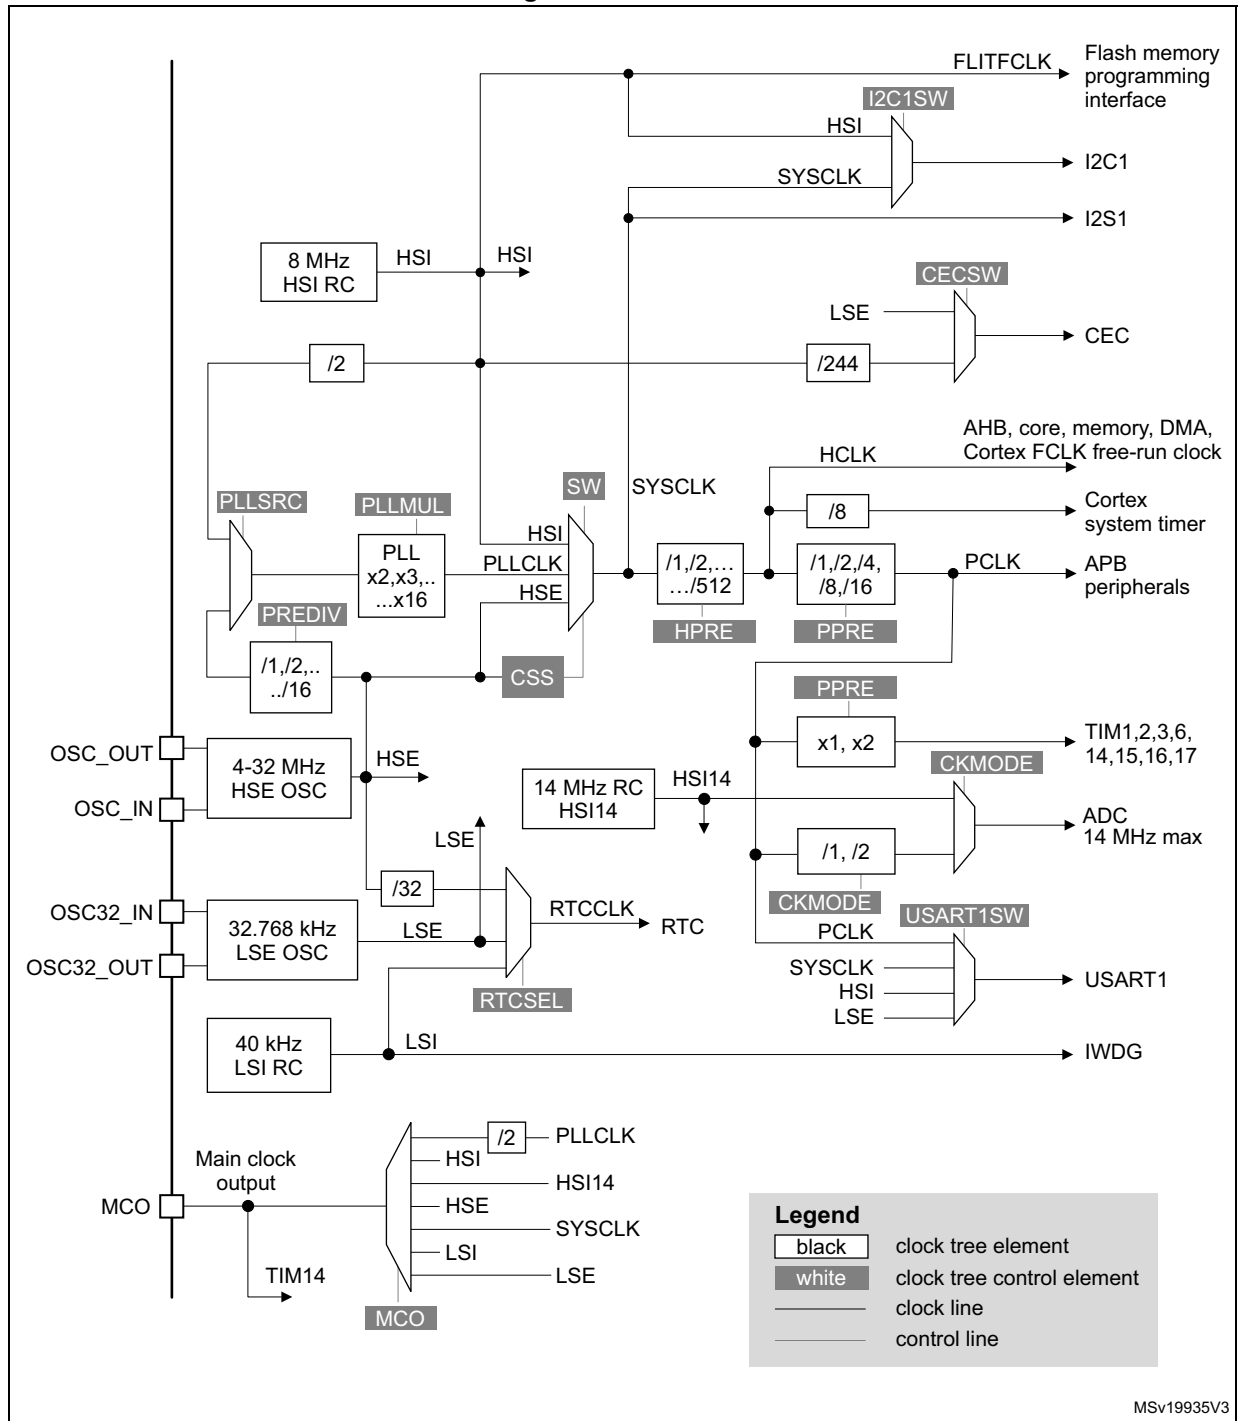 FLITFCLK
Flash memory
programming
interface
I2C1SW
HSI
I2C1
SYSCLK
I2S1
8 MHz
HSI RC
HSI
HSI
CECSW
LSE
CEC
/2
/244
AHB, core, memory, DMA,
Cortex FCLK free-run clock
HCLK
PLLSRC
PLLMUL
SW
SYSCLK
/8
Cortex
system timer
HSI
PLL
x2,x3,..
...x16
PLLCLK
HSE
/1,/2,...
.../512
/1,/2,/4,
/8,/16
PCLK
APB
peripherals
PREDIV
HPRE
PPRE
/1,/2,..
../16
CSS
PPRE
OSC_OUT
4-32 MHz
HSE OSC
HSE
x1, x2
TIM1,2,3,6,
14,15,16,17
OSC_IN
14 MHz RC
HSI14
HSI14
CKMODE
ADC
14 MHz max
LSE
/1, /2
/32
CKMODE
OSC32_IN
32.768 kHz
LSE OSC
LSE
RTCCLK
RTC
USART1SW
PCLK
OSC32_OUT
SYSCLK
HSI
LSE
USART1
RTCSEL
40 kHz
LSI RC
LSI
IWDG
/2
PLLCLK
Main clock
output
HSI
HSI14
MCO
HSE
SYSCLK
LSI
TIM14
LSE
MCO
Legend
black
clock tree element
white
clock tree control element
clock line
control line
MSv19935V3